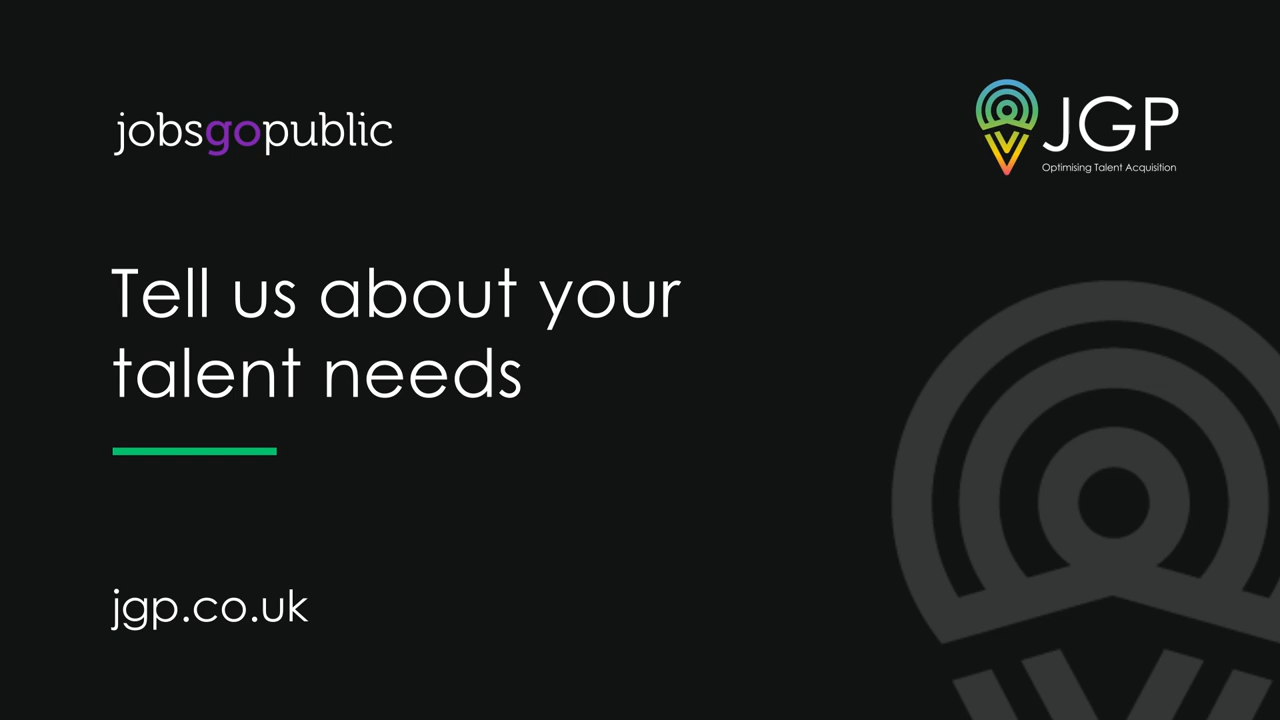 jobsgopublic
JGP
Optimising Talent Acquisition
Tell us about your
talent needs
jgp.co.uk